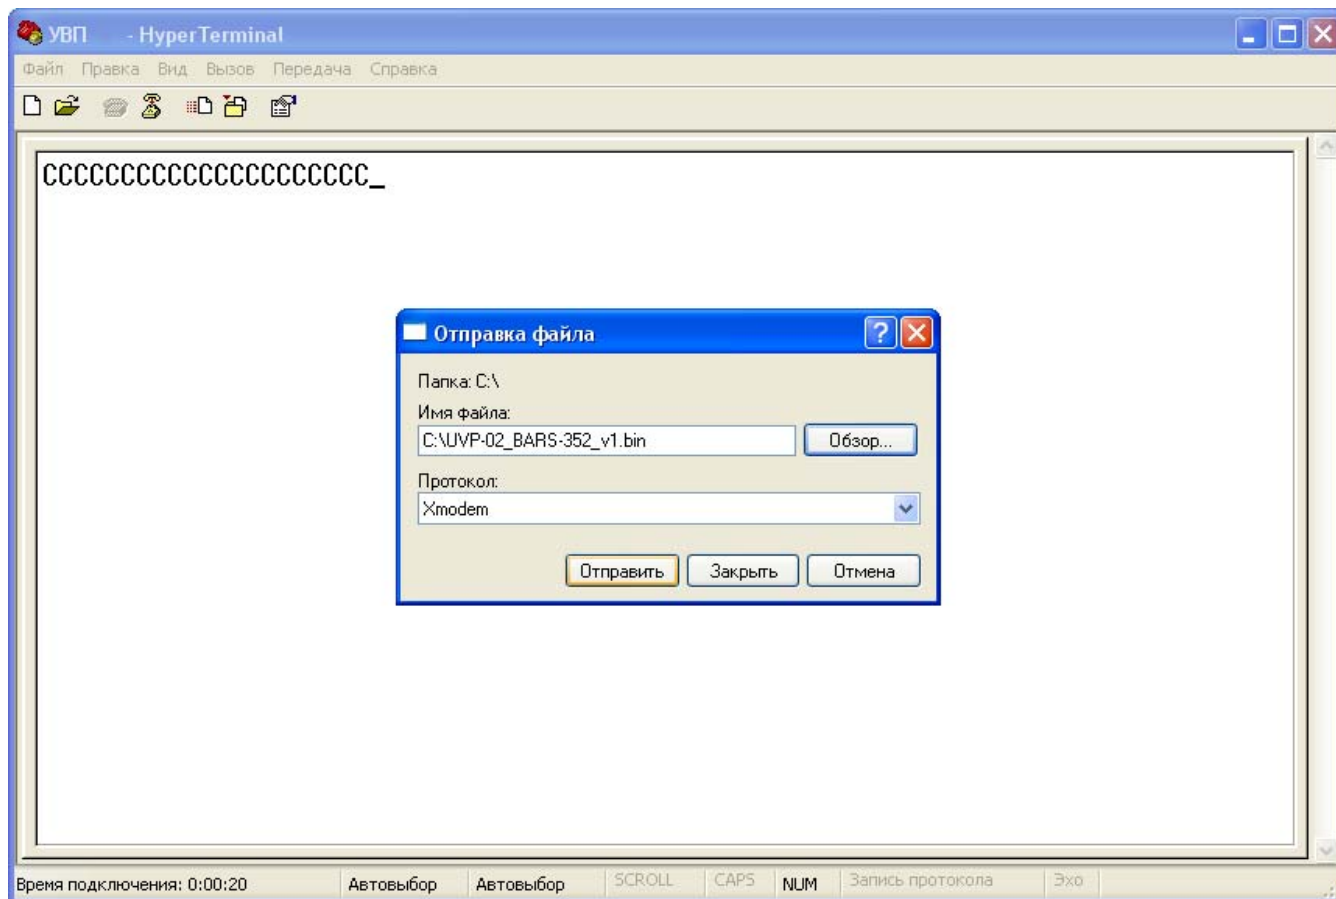 УВП - HyperTerminal
Файл Правка Вид Вызов Передача Справка
CCCCCCCCCCCCCCCCCCCCC_
Отправка файла
Папка: C:\
Имя файла:
C:\UVP-02_BARS-352_v1.bin Обзор...
Протокол:
Xmodem
Отправить Закрыть Отмена
Время подключения: 0:00:20 Автовыбор Автовыбор SCROLL CAPS NUM Запись протокола Эхо